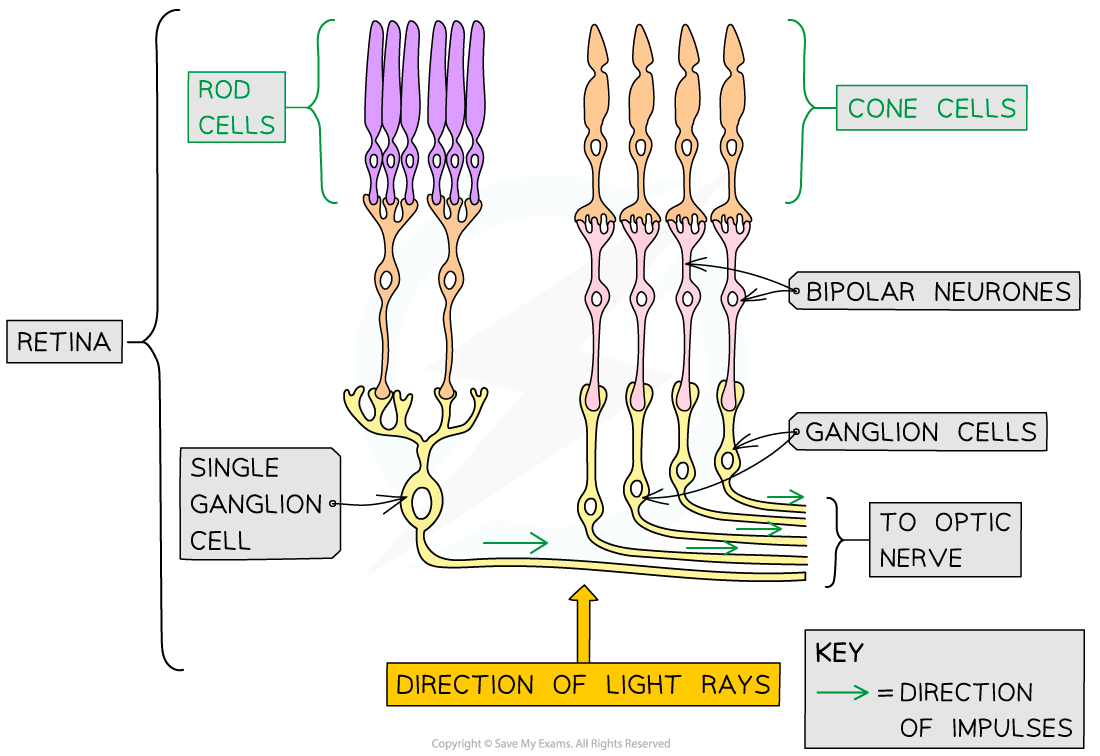 ROD
CELLS
CONE CELLS
BIPOLAR NEURONES
RETINA
GANGLION CELLS
SINGLE
GANGLION
CELL
TO OPTIC
NERVE
DIRECTION OF LIGHT RAYS
KEY
= DIRECTION
OF IMPULSES
Copyright © Save My Exams. All Rights Reserved